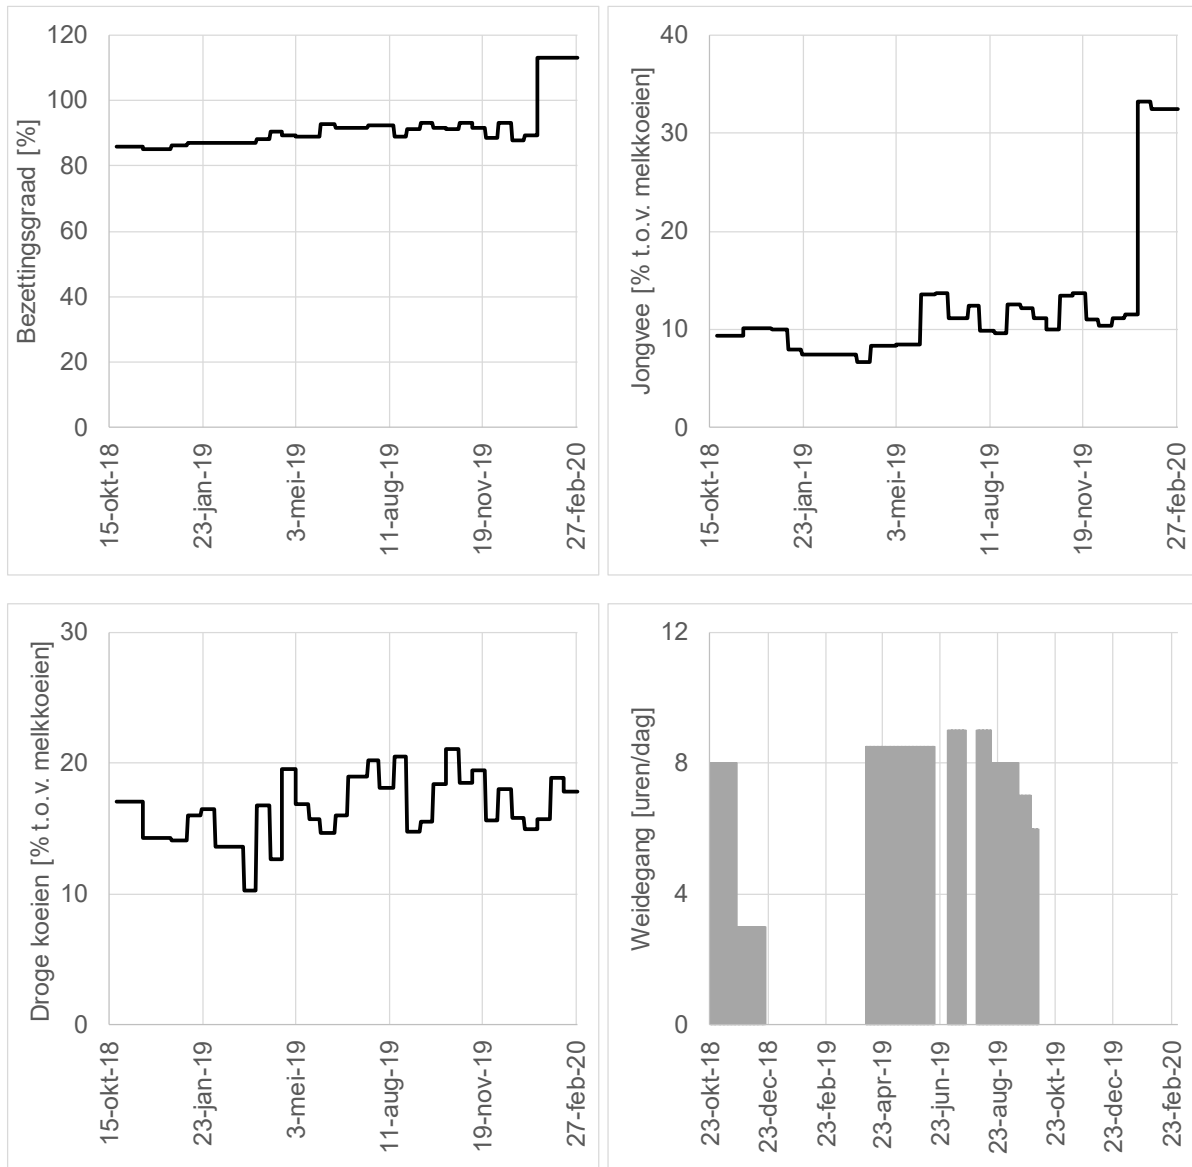 Bezettingsgraad [%]
120
100
80
60
40
20
0
15-okt-18
23-jan-19
3-mei-19
11-aug-19
19-nov-19
27-feb-20
Jongvee [% t.o.v. melkkoeien]
40
30
20
10
0
15-okt-18
23-jan-19
3-mei-19
11-aug-19
19-nov-19
27-feb-20
Droge koeien [% t.o.v. melkkoeien]
30
20
10
0
15-okt-18
23-jan-19
3-mei-19
11-aug-19
19-nov-19
27-feb-20
Weidegang [uren/dag]
12
8
4
0
23-okt-18
23-dec-18
23-feb-19
23-apr-19
23-jun-19
23-aug-19
23-okt-19
23-dec-19
23-feb-20